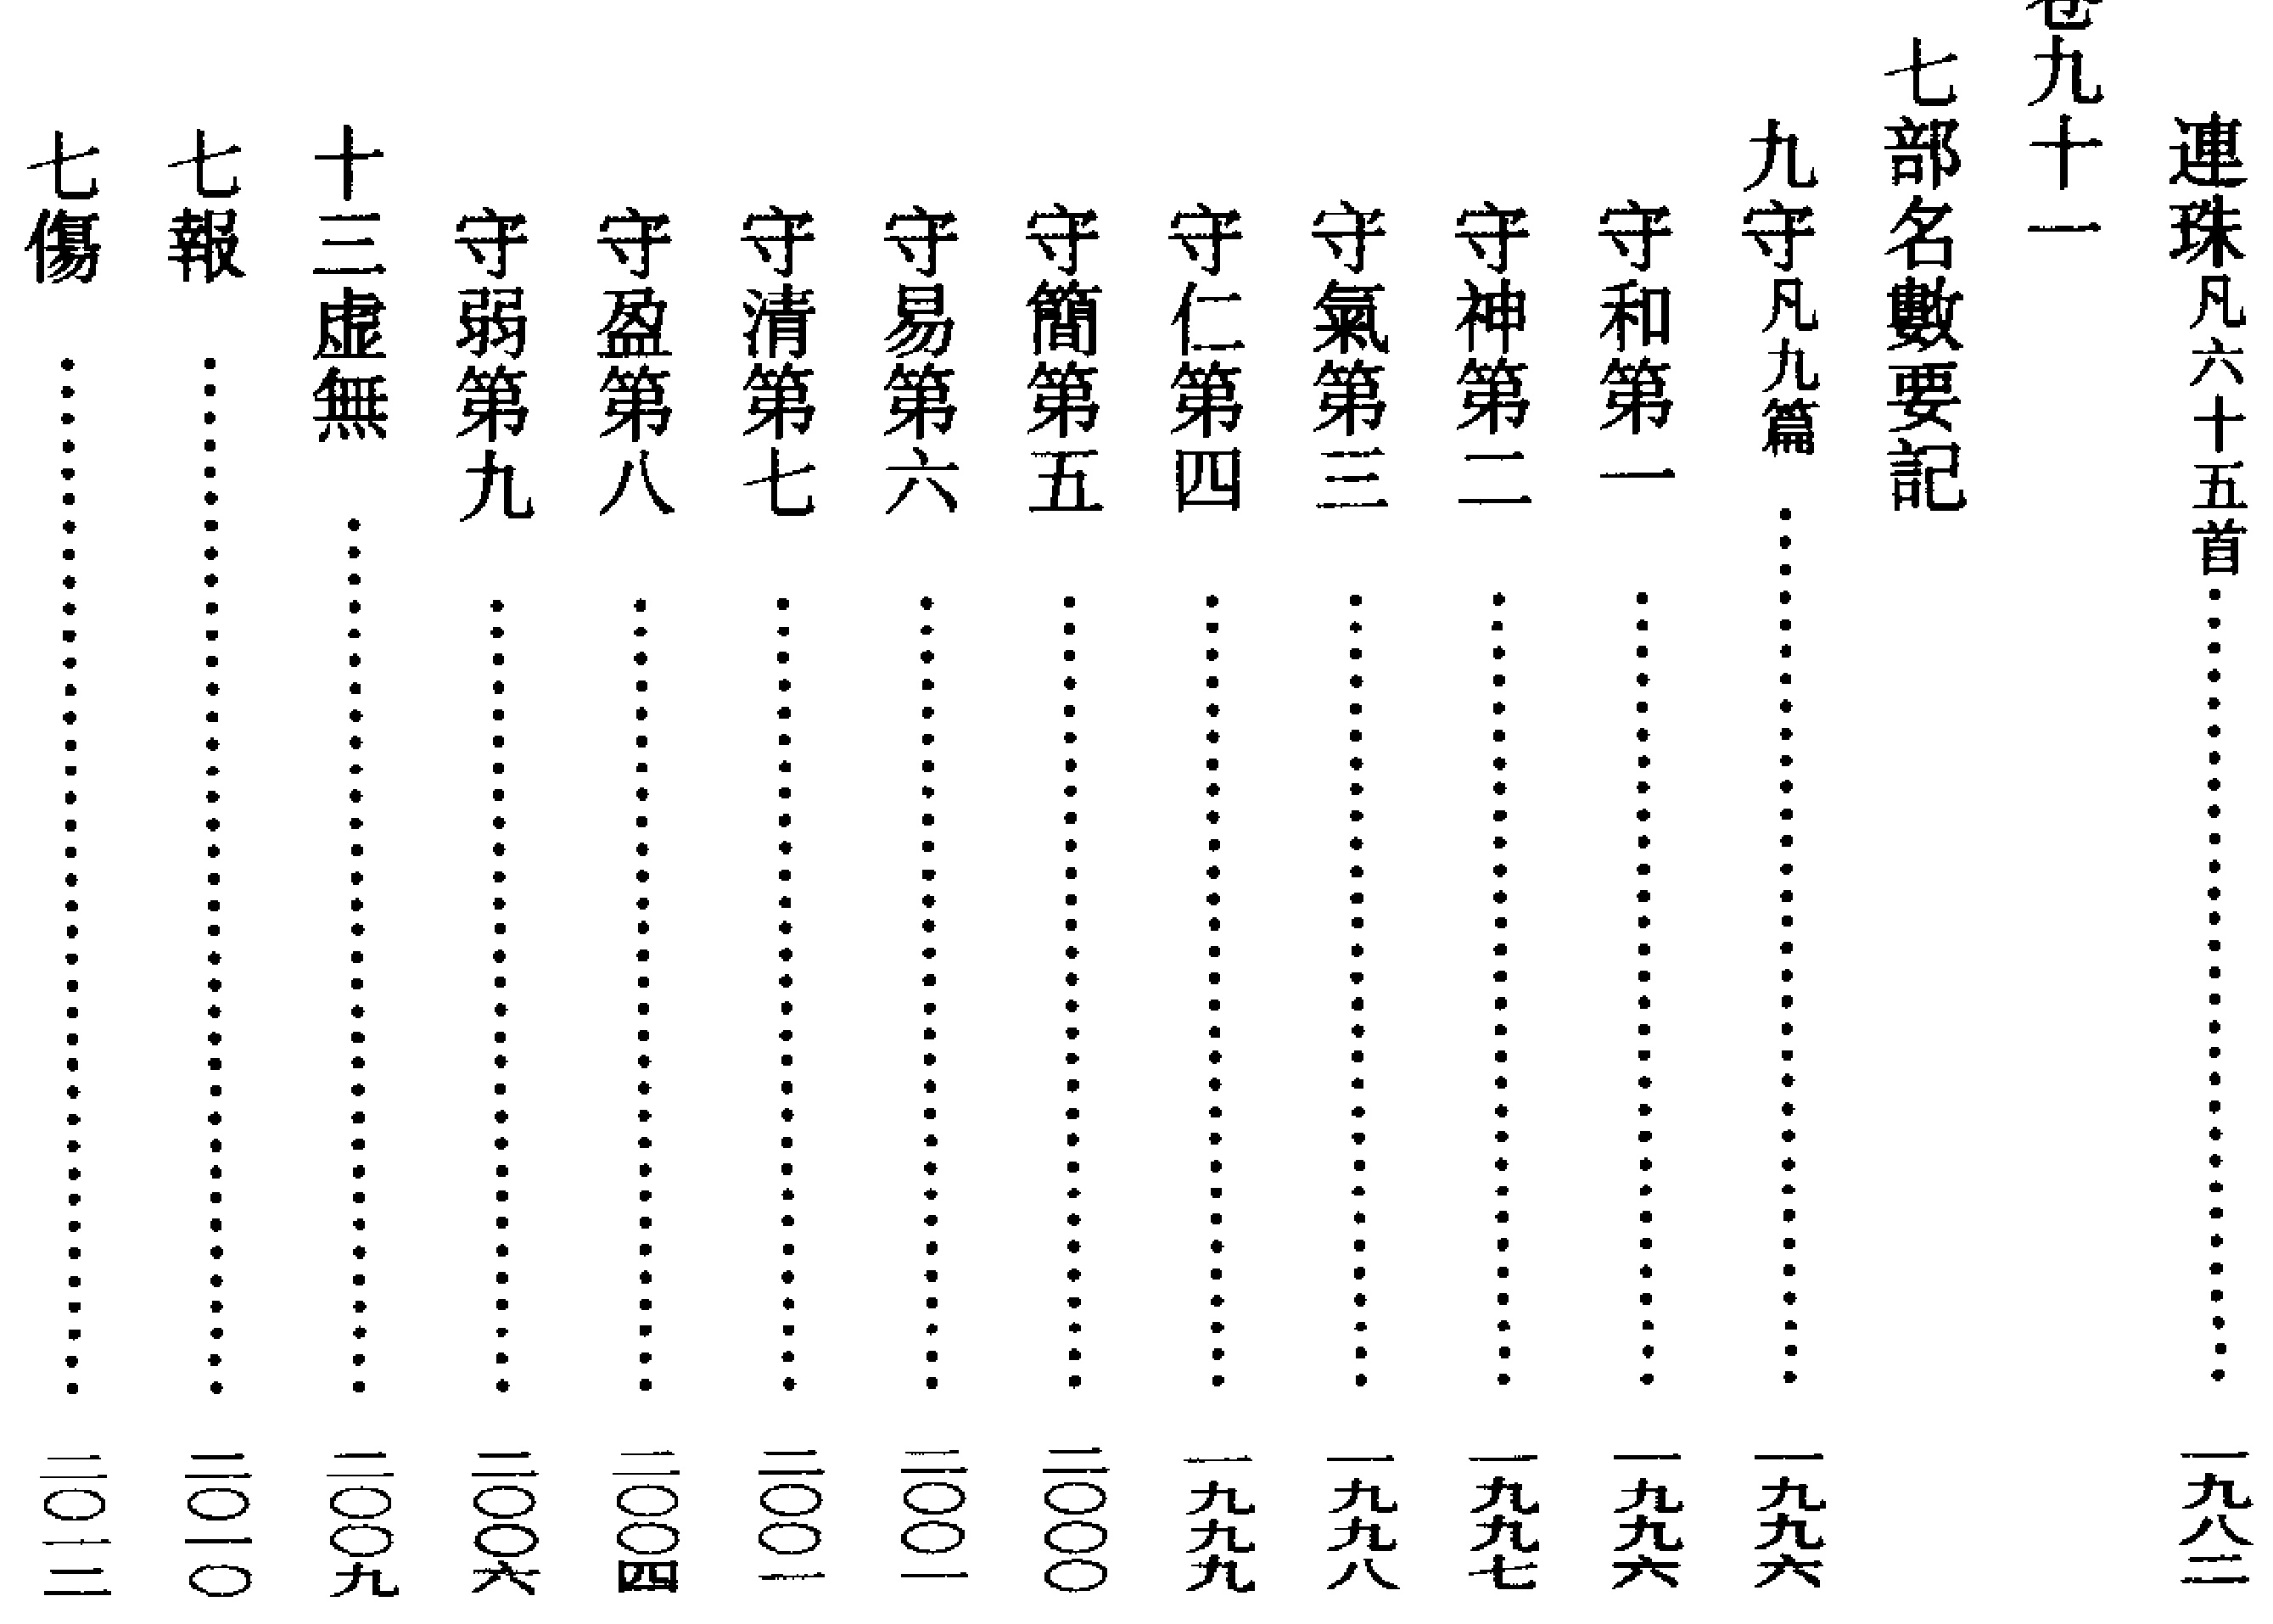 連珠凡六十五首……一九八二
卷九十一
七部名數要記
九守凡九篇……一九九六
守和第一……一九九六
守神第二……一九九七
守氣第三……一九九八
守仁第四……一九九九
守簡第五……二〇〇〇
守易第六……二〇〇一
守清第七……二〇〇一
守盈第八……二〇〇四
守弱第九……二〇〇六
十三虛無……二〇〇九
七報……二〇一〇
七傷……二〇一二